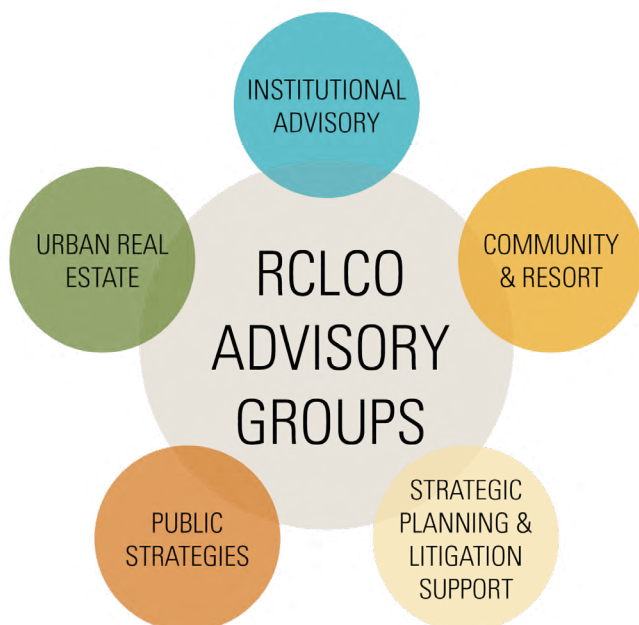 INSTITUTIONAL
ADVISORY
URBAN REAL
ESTATE
COMMUNITY
& RESORT
RCLCO
ADVISORY
GROUPS
PUBLIC
STRATEGIES
STRATEGIC
PLANNING &
LITIGATION
SUPPORT